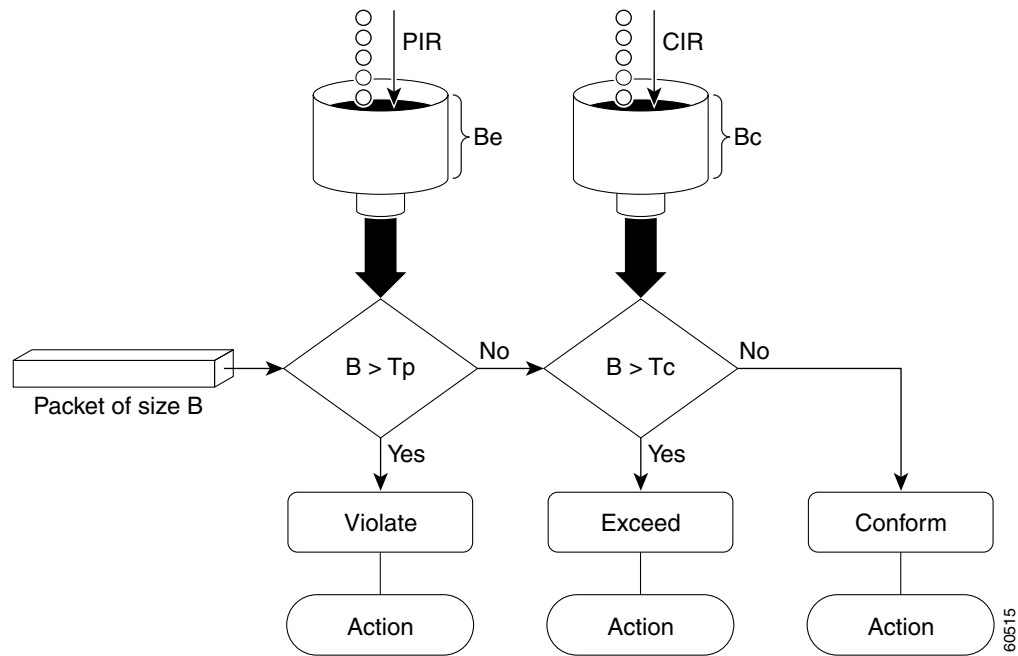 PIR
CIR
Be
Bc
B > Tp
No
B > Tc
No
Packet of size B
Yes
Yes
Violate
Exceed
Conform
Action
Action
Action
60515